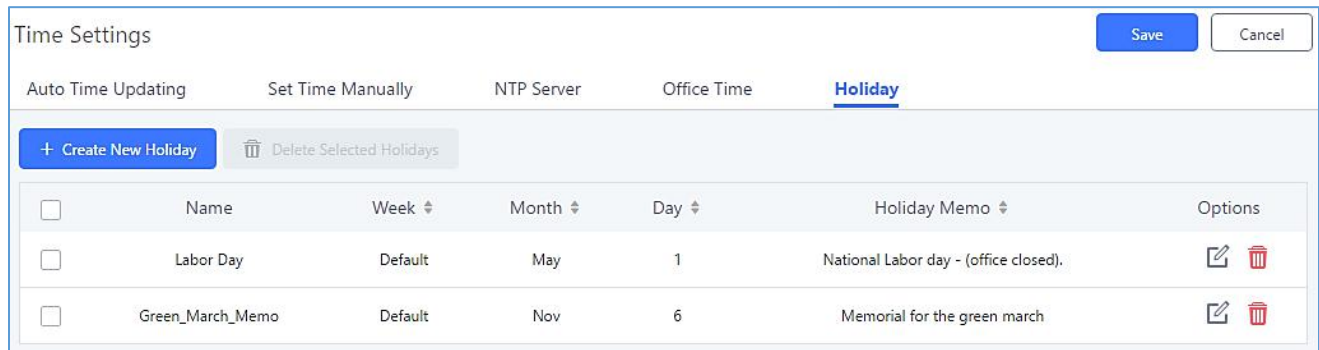 Time Settings Save Cancel
Auto Time Updating Set Time Manually NTP Server Office Time Holiday
+ Create New Holiday Delete Selected Holidays
Name Week Month Day Holiday Memo Options
Labor Day Default May 1 National Labor day - (office closed).
Green_March_Memo Default Nov 6 Memorial for the green march